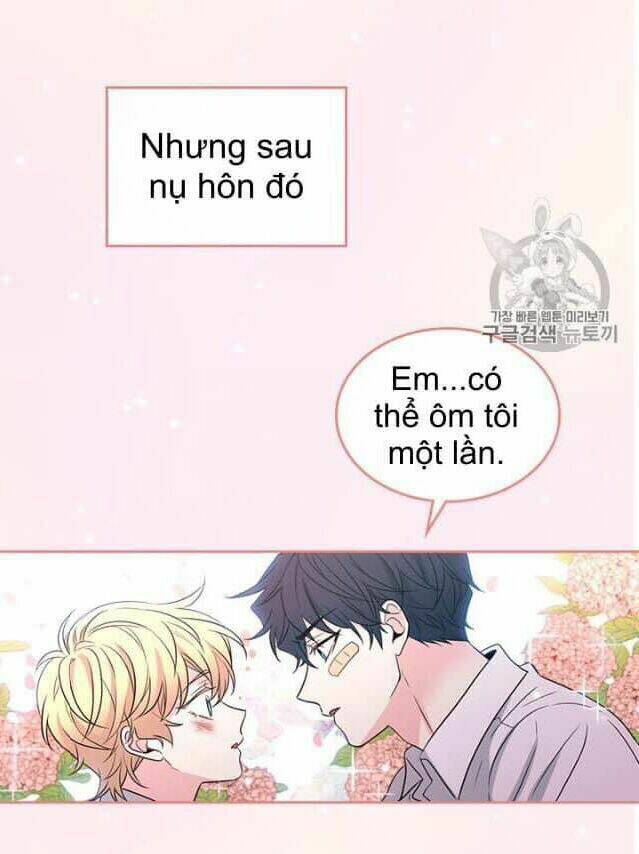 Nhưng sau
nụ hôn đó
가장 빠른 웹툰 미리보기
구글검색 뉴토끼
Em...có
thể ôm tôi
một lần.